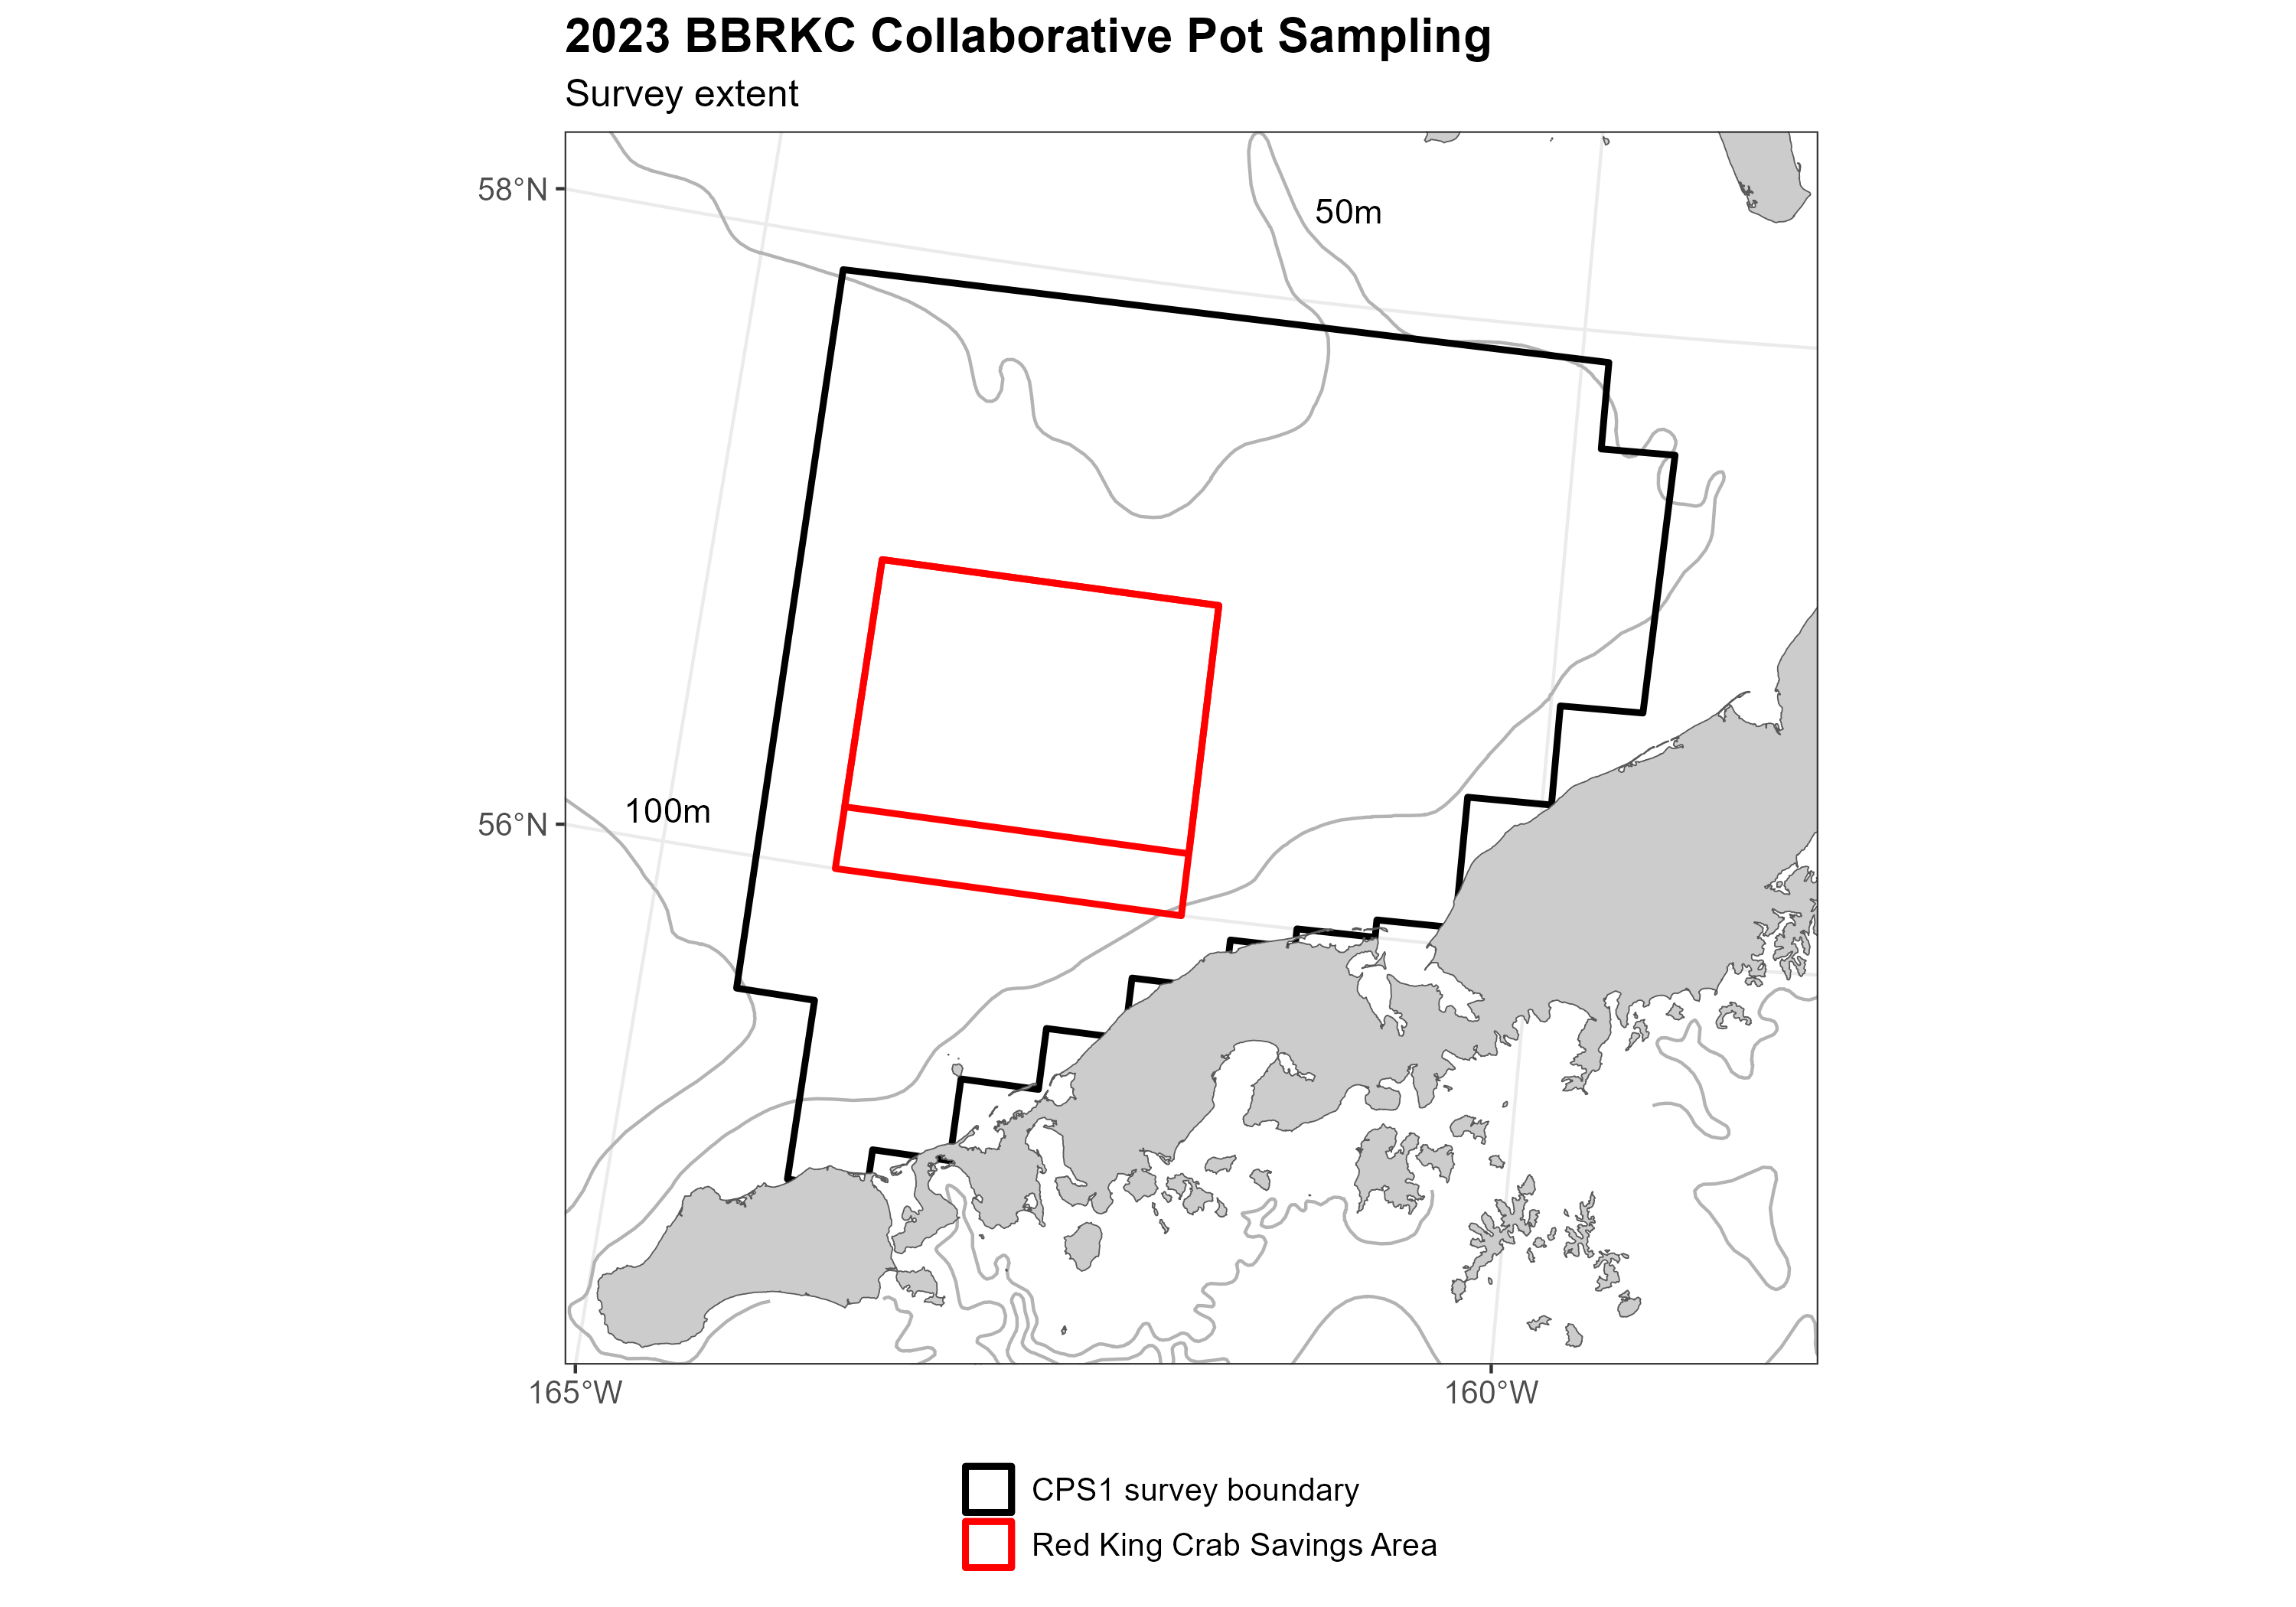 2023 BBRKC Collaborative Pot Sampling
Survey extent
58°N
50m
100m
56°N
165°W
160°W
CPS1 survey boundary
Red King Crab Savings Area